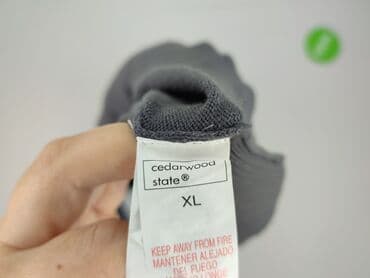 cedarwood
state®
XL
KEEP AWAY FROM FIRE
MANTENER ALEJADO
DEL FUEGO